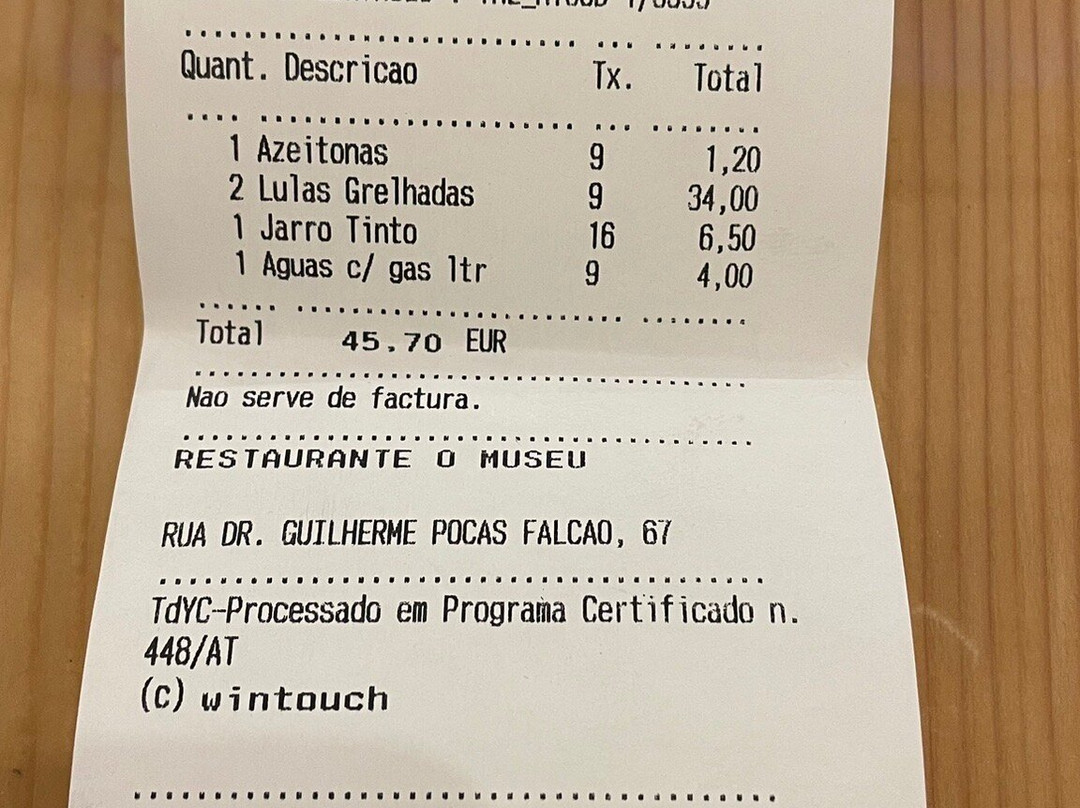 Quant. Descricao Tx. Total
1 Azeitonas 9 1,20
2 Lulas Grelhadas 9 34,00
1 Jarro Tinto 16 6,50
1 Aguas c/ gas ltr 9 4,00
Total 45.70 EUR
Nao serve de factura.
RESTAURANTE O MUSEU
RUA DR. GUILHERME POCAS FALCAO, 67
TdYC-Processado em Programa Certificado n.
448/AT
(c) wintouch